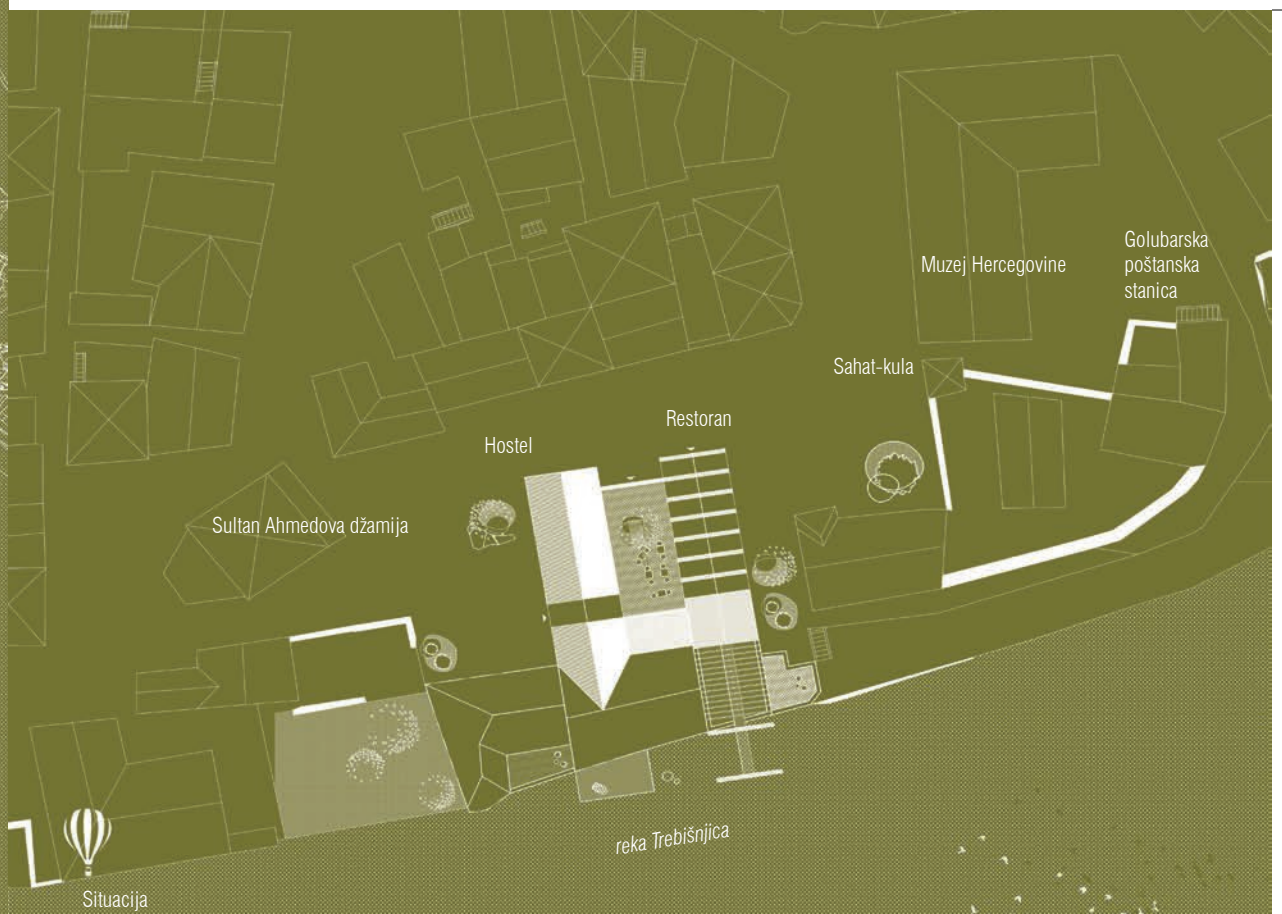 Golubarska
poštanska
stanica
Muzej Hercegovine
Sahat-kula
Restoran
Hostel
Sultan Ahmedova džamija
reka Trebišnjica
Situacija